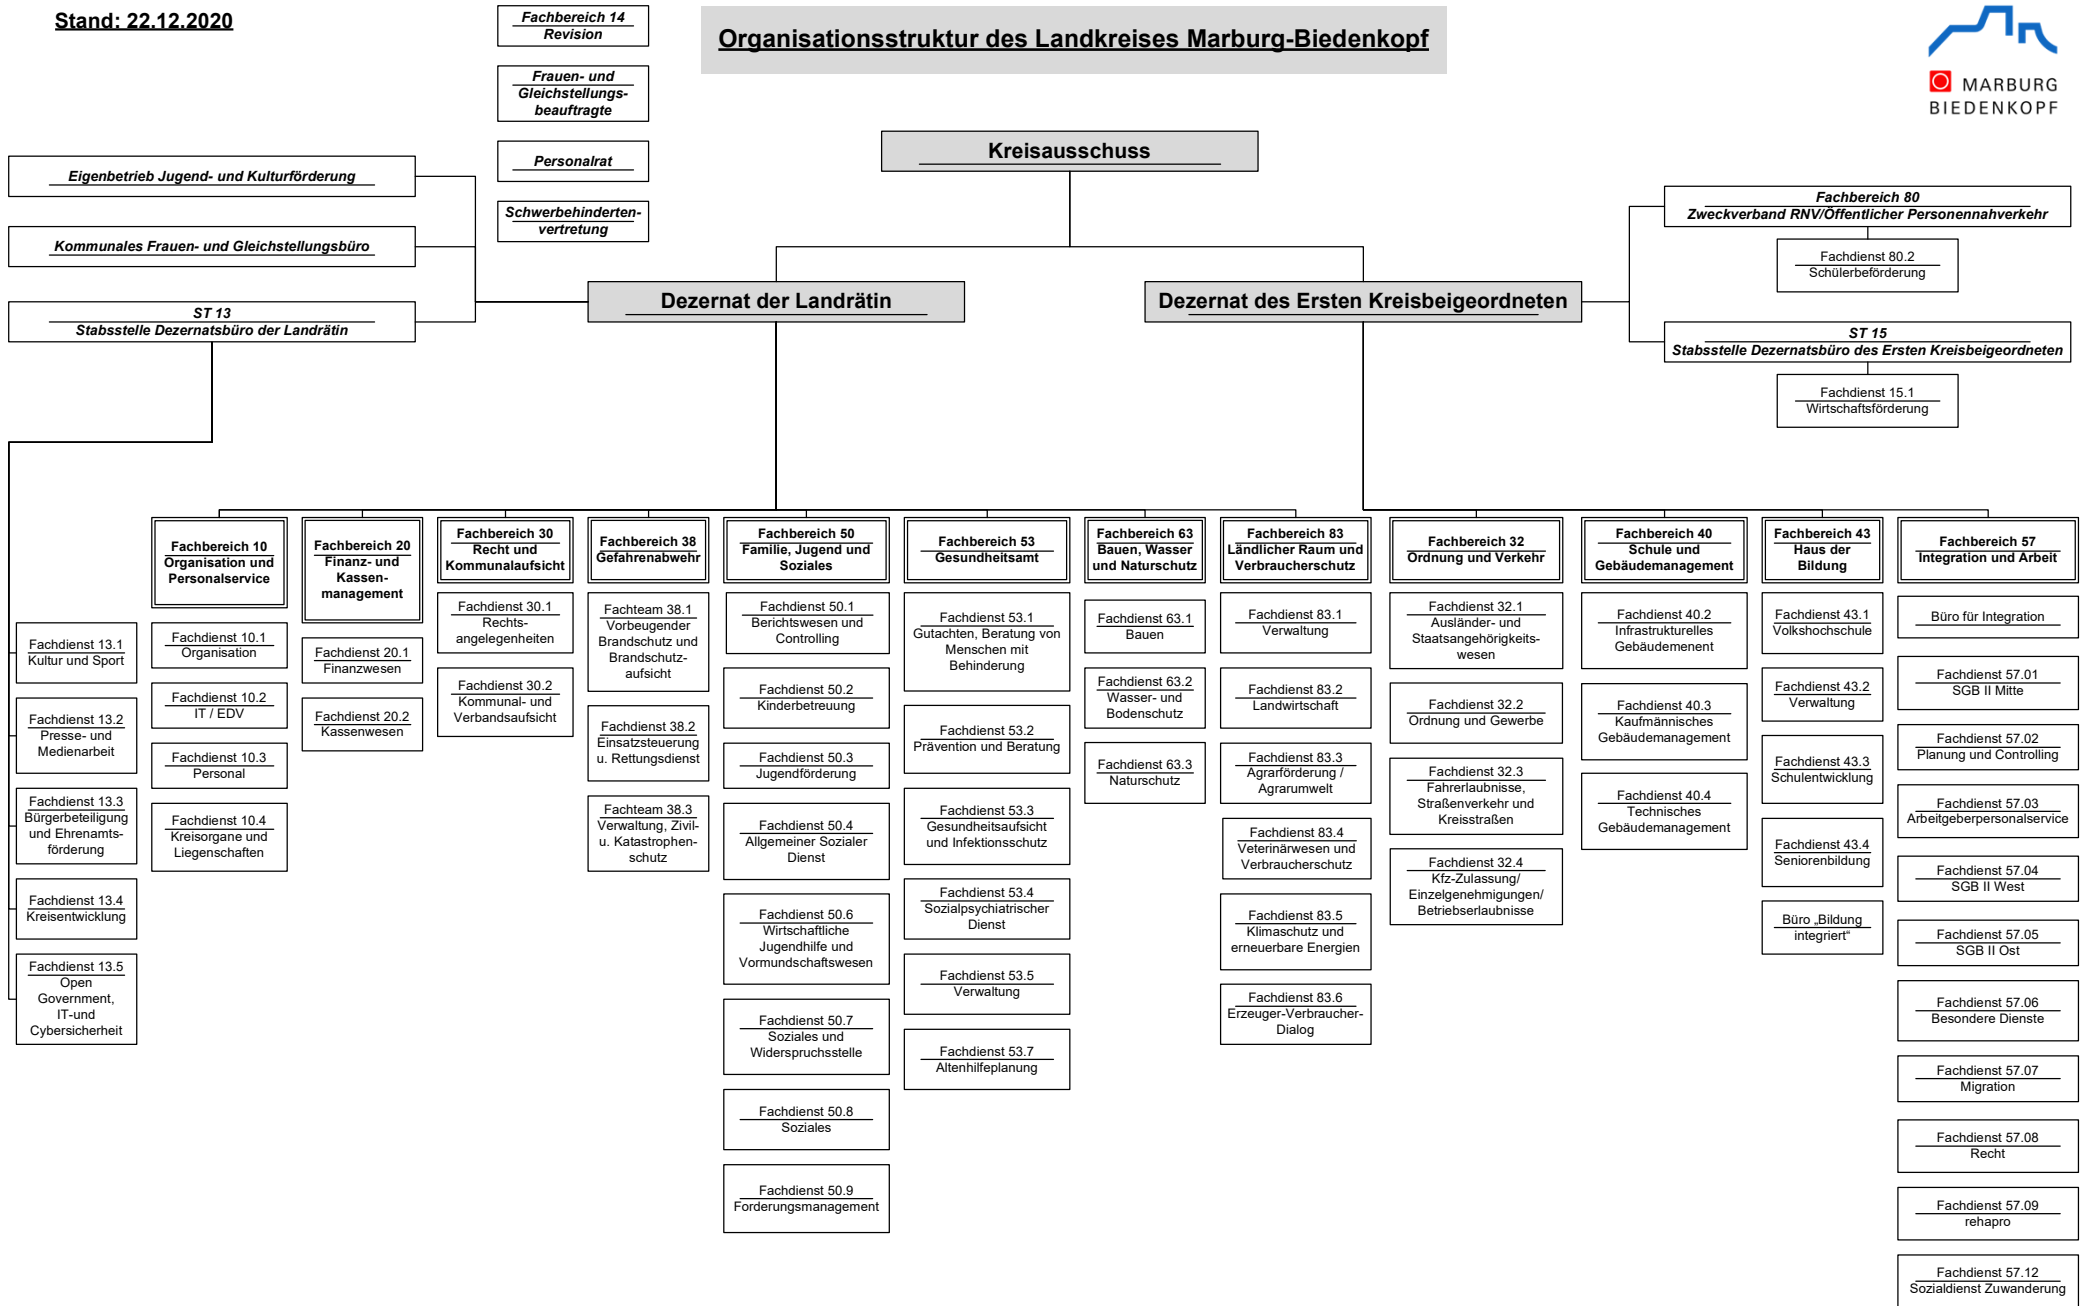 Stand: 22.12.2020
Fachbereich 14
Revision
Frauen- und
Gleichstellungs-
beauftragte
Personalrat
Schwerbehinderten-
vertretung
Organisationsstruktur des Landkreises Marburg-Biedenkopf
MARBURG
BIEDENKOPF
Kreisausschuss
Eigenbetrieb Jugend- und Kulturförderung
Kommunales Frauen- und Gleichstellungsbüro
ST 13
Stabsstelle Dezernatsbüro der Landrätin
Dezernat der Landrätin
Dezernat des Ersten Kreisbeigeordneten
Fachbereich 80
Zweckverband RNV/Öffentlicher Personennahverkehr
Fachdienst 80.2
Schülerbeförderung
ST 15
Stabsstelle Dezernatsbüro des Ersten Kreisbeigeordneten
Fachdienst 15.1
Wirtschaftsförderung
Fachdienst 13.1
Kultur und Sport
Fachdienst 13.2
Presse- und
Medienarbeit
Fachdienst 13.3
Bürgerbeteiligung
und Ehrenamts-
förderung
Fachdienst 13.4
Kreisentwicklung
Fachdienst 13.5
Open
Government,
IT-und
Cybersicherheit
Fachbereich 10
Organisation und
Personalservice
Fachdienst 10.1
Organisation
Fachdienst 10.2
IT / EDV
Fachdienst 10.3
Personal
Fachdienst 10.4
Kreisorgane und
Liegenschaften
Fachbereich 20
Finanz- und
Kassen-
management
Fachdienst 20.1
Finanzwesen
Fachdienst 20.2
Kassenwesen
Fachbereich 30
Recht und
Kommunalaufsicht
Fachdienst 30.1
Rechts-
angelegenheiten
Fachdienst 30.2
Kommunal- und
Verbandsaufsicht
Fachbereich 38
Gefahrenabwehr
Fachteam 38.1
Vorbeugender
Brandschutz und
Brandschutz-
aufsicht
Fachdienst 38.2
Einsatzsteuerung
u. Rettungsdienst
Fachteam 38.3
Verwaltung, Zivil-
u. Katastrophen-
schutz
Fachbereich 50
Familie, Jugend und
Soziales
Fachdienst 50.1
Berichtswesen und
Controlling
Fachdienst 50.2
Kinderbetreuung
Fachdienst 50.3
Jugendförderung
Fachdienst 50.4
Allgemeiner Sozialer
Dienst
Fachdienst 50.6
Wirtschaftliche
Jugendhilfe und
Vormundschaftswesen
Fachdienst 50.7
Soziales und
Widerspruchsstelle
Fachdienst 50.8
Soziales
Fachdienst 50.9
Forderungsmanagement
Fachbereich 53
Gesundheitsamt
Fachdienst 53.1
Gutachten, Beratung von
Menschen mit
Behinderung
Fachdienst 53.2
Prävention und Beratung
Fachdienst 53.3
Gesundheitsaufsicht
und Infektionsschutz
Fachdienst 53.4
Sozialpsychiatrischer
Dienst
Fachdienst 53.5
Verwaltung
Fachdienst 53.7
Altenhilfeplanung
Fachbereich 63
Bauen, Wasser
und Naturschutz
Fachdienst 63.1
Bauen
Fachdienst 63.2
Wasser- und
Bodenschutz
Fachdienst 63.3
Naturschutz
Fachbereich 83
Ländlicher Raum und
Verbraucherschutz
Fachdienst 83.1
Verwaltung
Fachdienst 83.2
Landwirtschaft
Fachdienst 83.3
Agrarförderung /
Agrarumwelt
Fachdienst 83.4
Veterinärwesen und
Verbraucherschutz
Fachdienst 83.5
Klimaschutz und
erneuerbare Energien
Fachdienst 83.6
Erzeuger-Verbraucher-
Dialog
Fachbereich 32
Ordnung und Verkehr
Fachdienst 32.1
Ausländer- und
Staatsangehörigkeits-
wesen
Fachdienst 32.2
Ordnung und Gewerbe
Fachdienst 32.3
Fahrerlaubnisse,
Straßenverkehr und
Kreisstraßen
Fachdienst 32.4
Kfz-Zulassung/
Einzelgenehmigungen/
Betriebserlaubnisse
Fachbereich 40
Schule und
Gebäudemanagement
Fachdienst 40.2
Infrastrukturelles
Gebäudemenent
Fachdienst 40.3
Kaufmännisches
Gebäudemanagement
Fachdienst 40.4
Technisches
Gebäudemanagement
Fachbereich 43
Haus der
Bildung
Fachdienst 43.1
Volkshochschule
Fachdienst 43.2
Verwaltung
Fachdienst 43.3
Schulentwicklung
Fachdienst 43.4
Seniorenbildung
Büro „Bildung
integriert“
Fachbereich 57
Integration und Arbeit
Büro für Integration
Fachdienst 57.01
SGB II Mitte
Fachdienst 57.02
Planung und Controlling
Fachdienst 57.03
Arbeitgeberpersonalservice
Fachdienst 57.04
SGB II West
Fachdienst 57.05
SGB II Ost
Fachdienst 57.06
Besondere Dienste
Fachdienst 57.07
Migration
Fachdienst 57.08
Recht
Fachdienst 57.09
rehapro
Fachdienst 57.12
Sozialdienst Zuwanderung